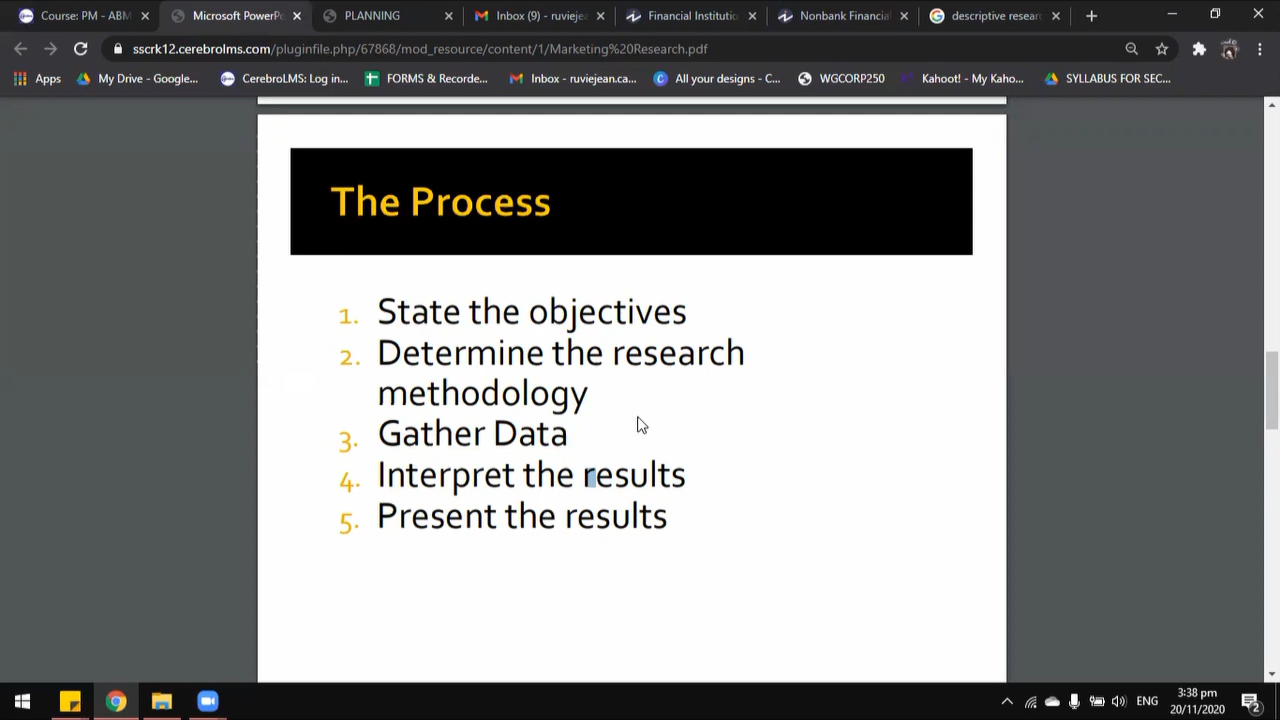 Course: PM - ABM
Microsoft PowerPo
PLANNING
Inbox (9) - ruviejean
Financial Institutio
Nonbank Financial
descriptive resear
sscrk12.cerebrolms.com/pluginfile.php/67868/mod_resource/content/1/Marketing%20Research.pdf
Apps
My Drive - Google...
CerebroLMS: Log in...
FORMS & Recorde...
Inbox - ruviejean.ca...
All your designs - C...
WGCORP250
Kahoot! - My Kaho...
SYLLABUS FOR SEC...
The Process
1. State the objectives
2. Determine the research
methodology
3. Gather Data
4. Interpret the results
5. Present the results
ENG
3:38 pm
20/11/2020
2